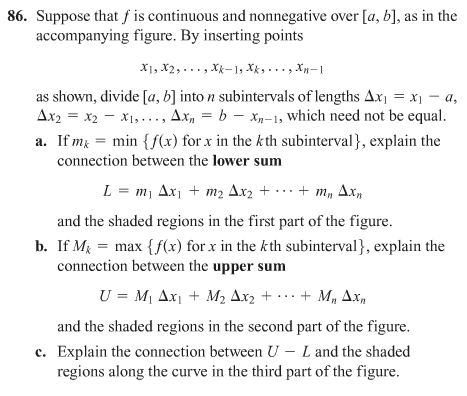 86. Suppose that f is continuous and nonnegative over [a, b], as in the
accompanying figure. By inserting points
x₁, x₂, . . . , xₖ₋₁, xₖ, . . . , xₙ₋₁
as shown, divide [a, b] into n subintervals of lengths Δx₁ = x₁ − a,
Δx₂ = x₂ − x₁, . . . , Δxₙ = b − xₙ₋₁, which need not be equal.
a. If mₖ = min {f(x) for x in the kth subinterval}, explain the
connection between the lower sum
L = m₁ Δx₁ + m₂ Δx₂ + ⋯ + mₙ Δxₙ
and the shaded regions in the first part of the figure.
b. If Mₖ = max {f(x) for x in the kth subinterval}, explain the
connection between the upper sum
U = M₁ Δx₁ + M₂ Δx₂ + ⋯ + Mₙ Δxₙ
and the shaded regions in the second part of the figure.
c. Explain the connection between U − L and the shaded
regions along the curve in the third part of the figure.